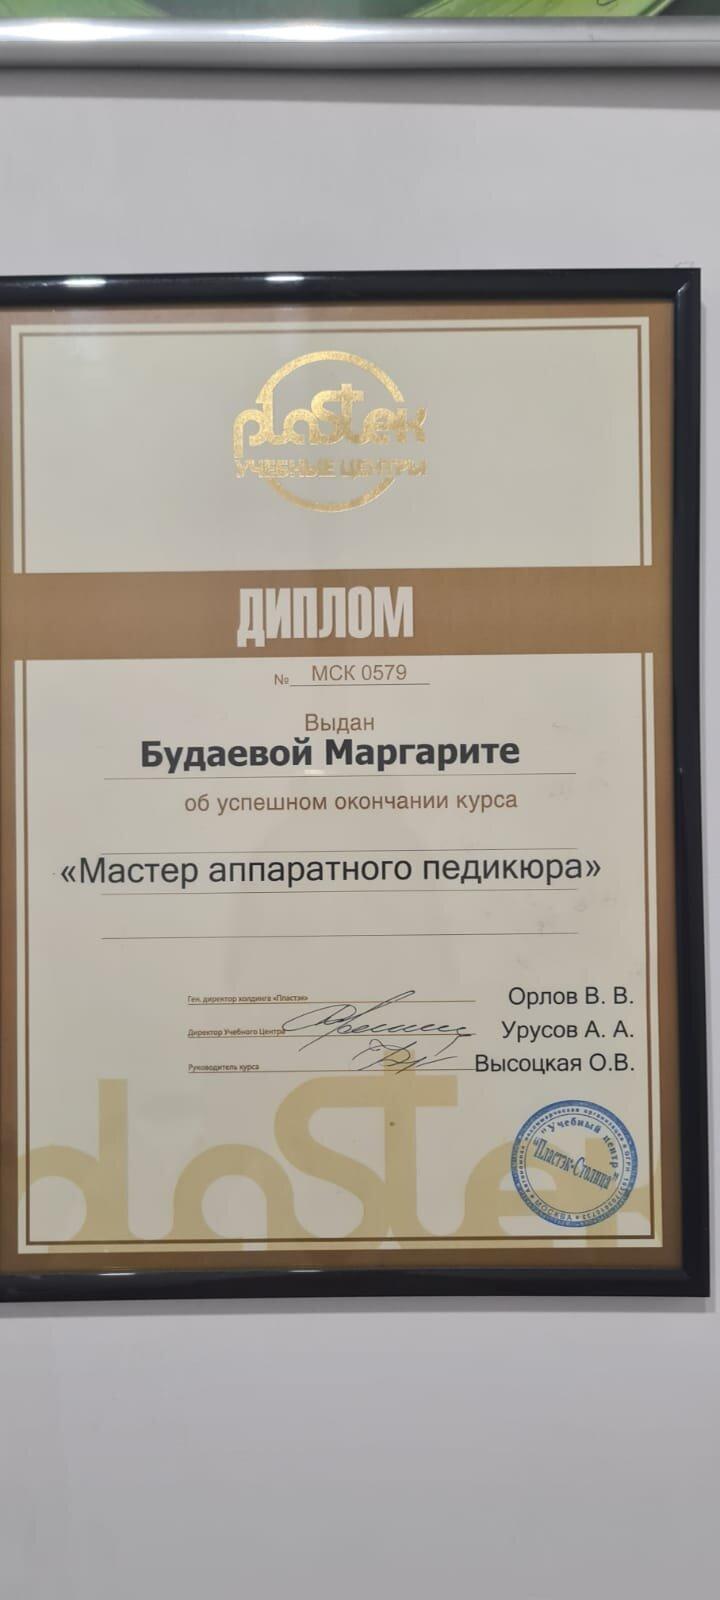 plastek
УЧЕБНЫЕ ЦЕНТРЫ
ДИПЛОМ
№ МСК 0579
Выдан
Будаевой Маргарите
об успешном окончании курса
«Мастер аппаратного педикюра»
Ген. директор холдинга «Пластэк» Орлов В. В.
Директор Учебного Центра Урусов А. А.
Руководитель курса Высоцкая О.В.
plastek
"Учебный центр
"Пластэк-Столица"
МОСКВА